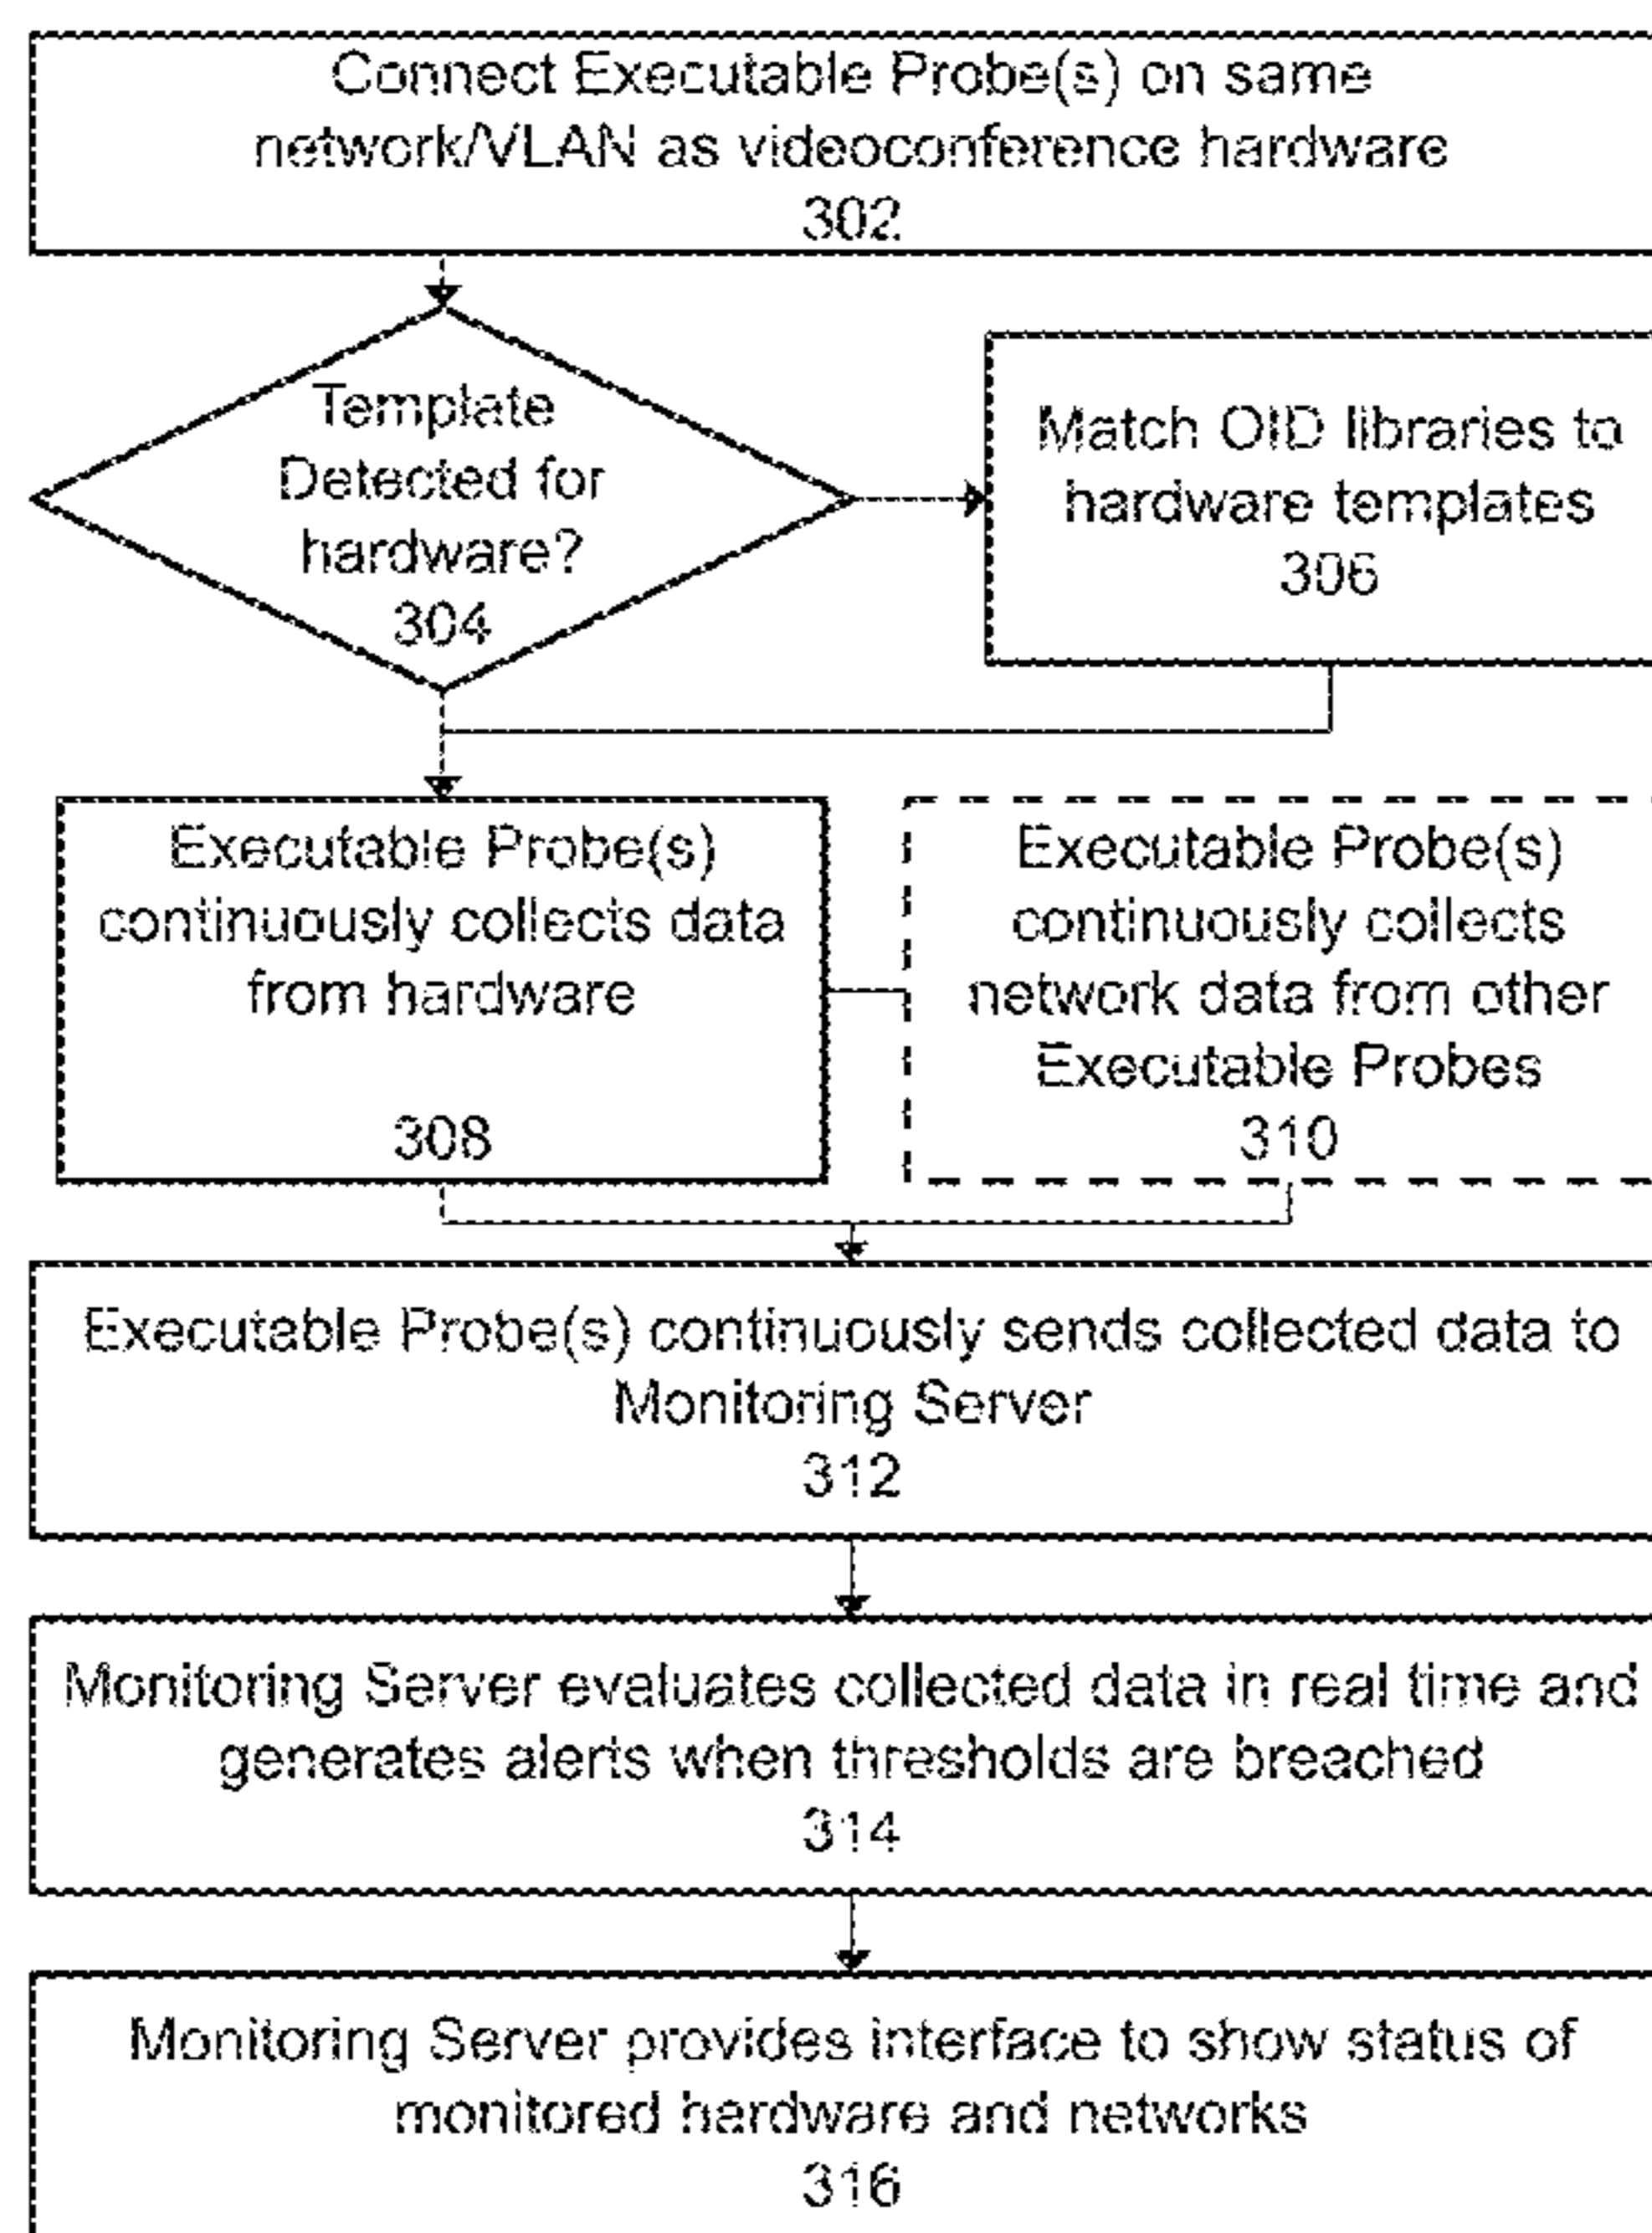 Connect Executable Probe(s) on same
network/VLAN as videoconference hardware
302
Template
Detected for
hardware?
304
Match OID libraries to
hardware templates
306
Executable Probe(s)
continuously collects data
from hardware
308
Executable Probe(s)
continuously collects
network data from other
Executable Probes
310
Executable Probe(s) continuously sends collected data to
Monitoring Server
312
Monitoring Server evaluates collected data in real time and
generates alerts when thresholds are breached
314
Monitoring Server provides interface to show status of
monitored hardware and networks
316